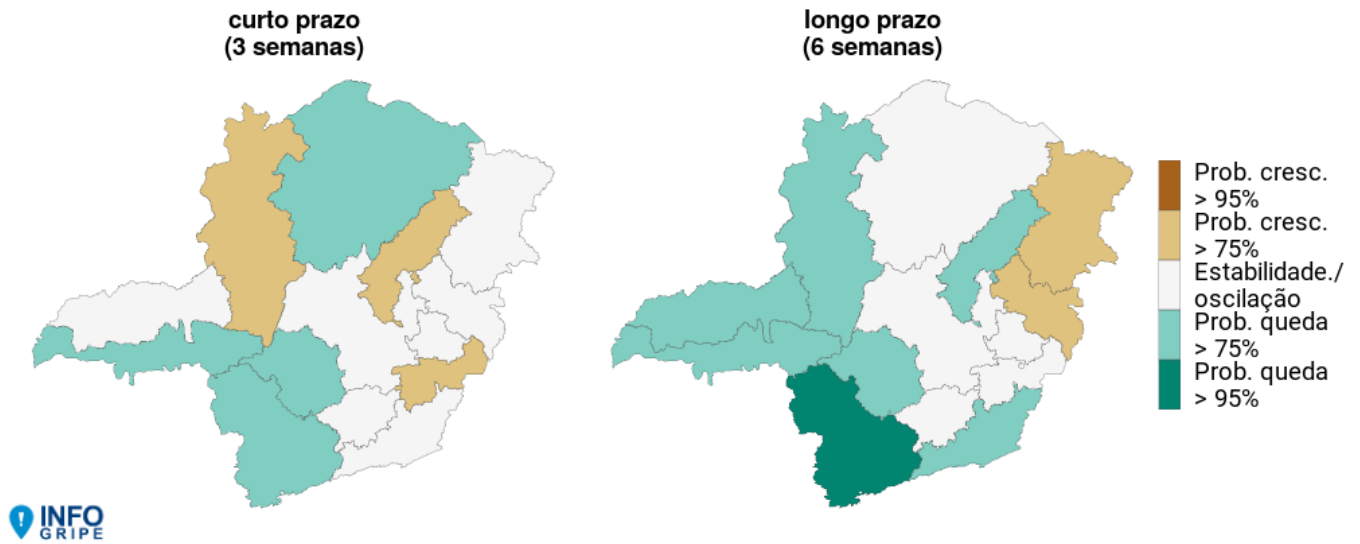 curto prazo
(3 semanas)
longo prazo
(6 semanas)
Prob. cresc.
> 95%
Prob. cresc.
> 75%
Estabilidade./
oscilação
Prob. queda
> 75%
Prob. queda
> 95%
INFO
GRIPE